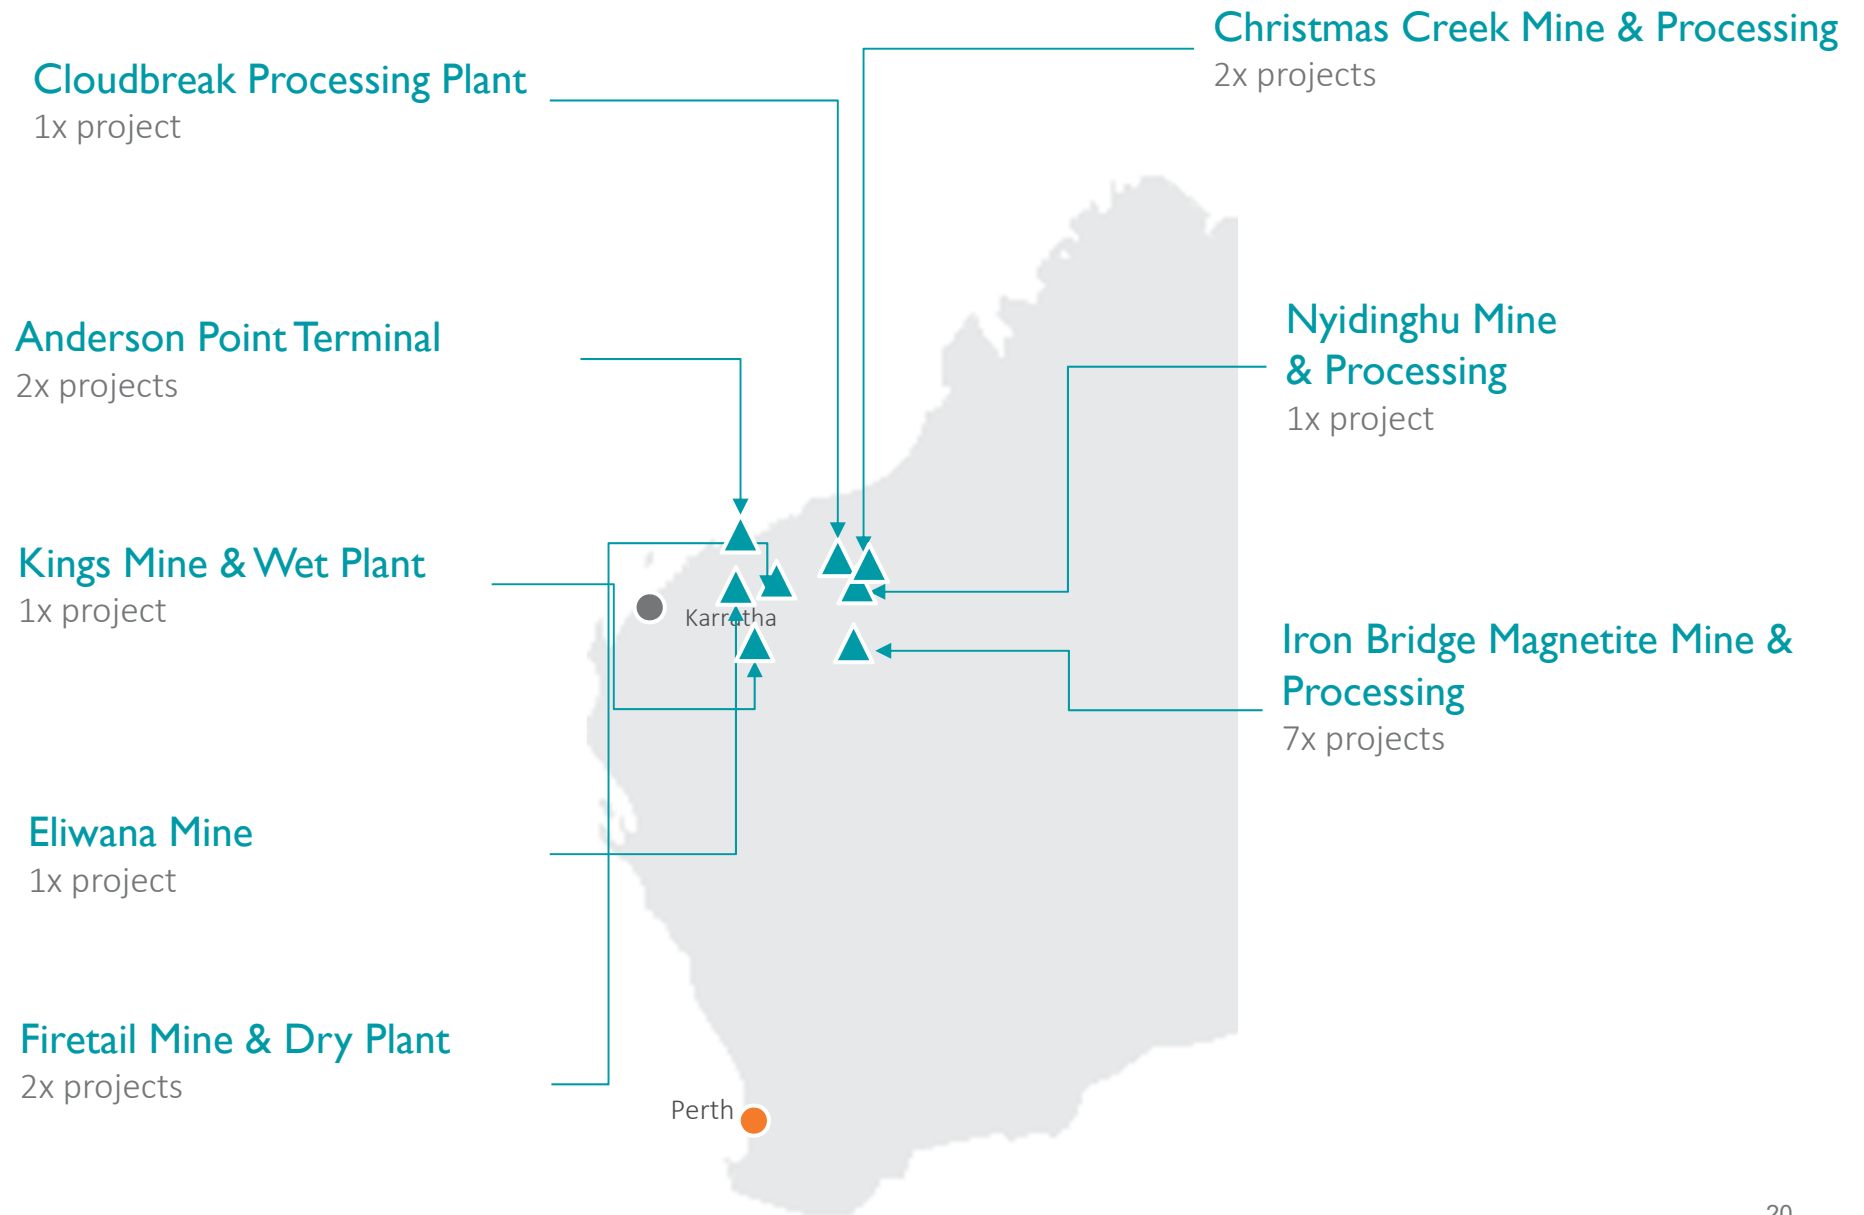 Christmas Creek Mine & Processing
2x projects
Cloudbreak Processing Plant
1x project
Anderson Point Terminal
2x projects
Nyidinghu Mine
& Processing
1x project
Kings Mine & Wet Plant
1x project
Karratha
Iron Bridge Magnetite Mine &
Processing
7x projects
Eliwana Mine
1x project
Firetail Mine & Dry Plant
2x projects
Perth
20